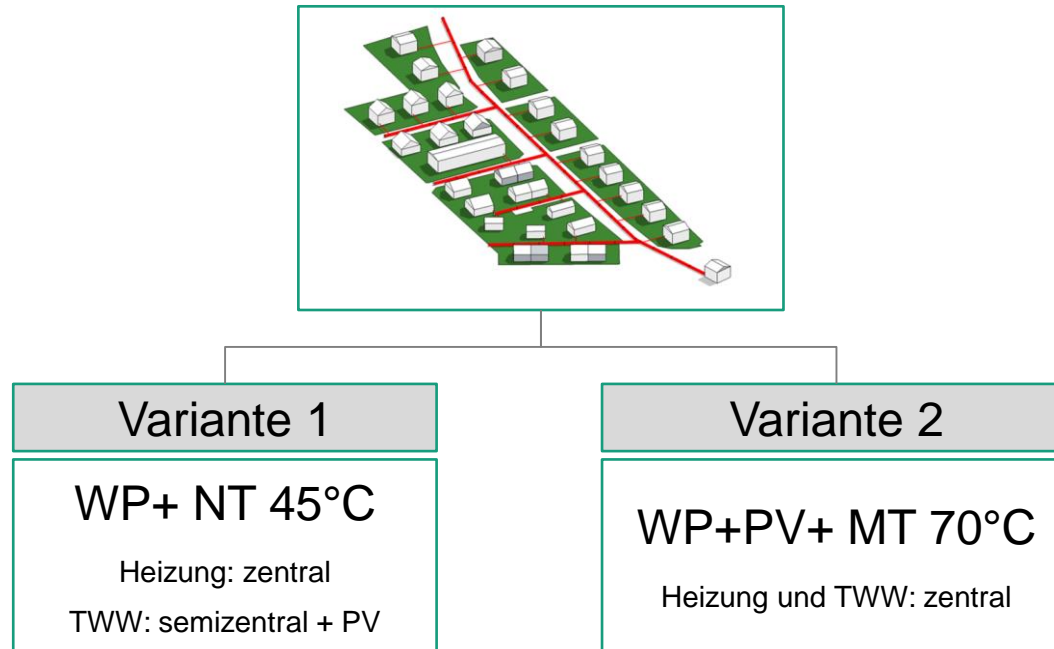 Variante 1
WP+ NT 45°C
Heizung: zentral
TWW: semizentral + PV
Variante 2
WP+PV+ MT 70°C
Heizung und TWW: zentral